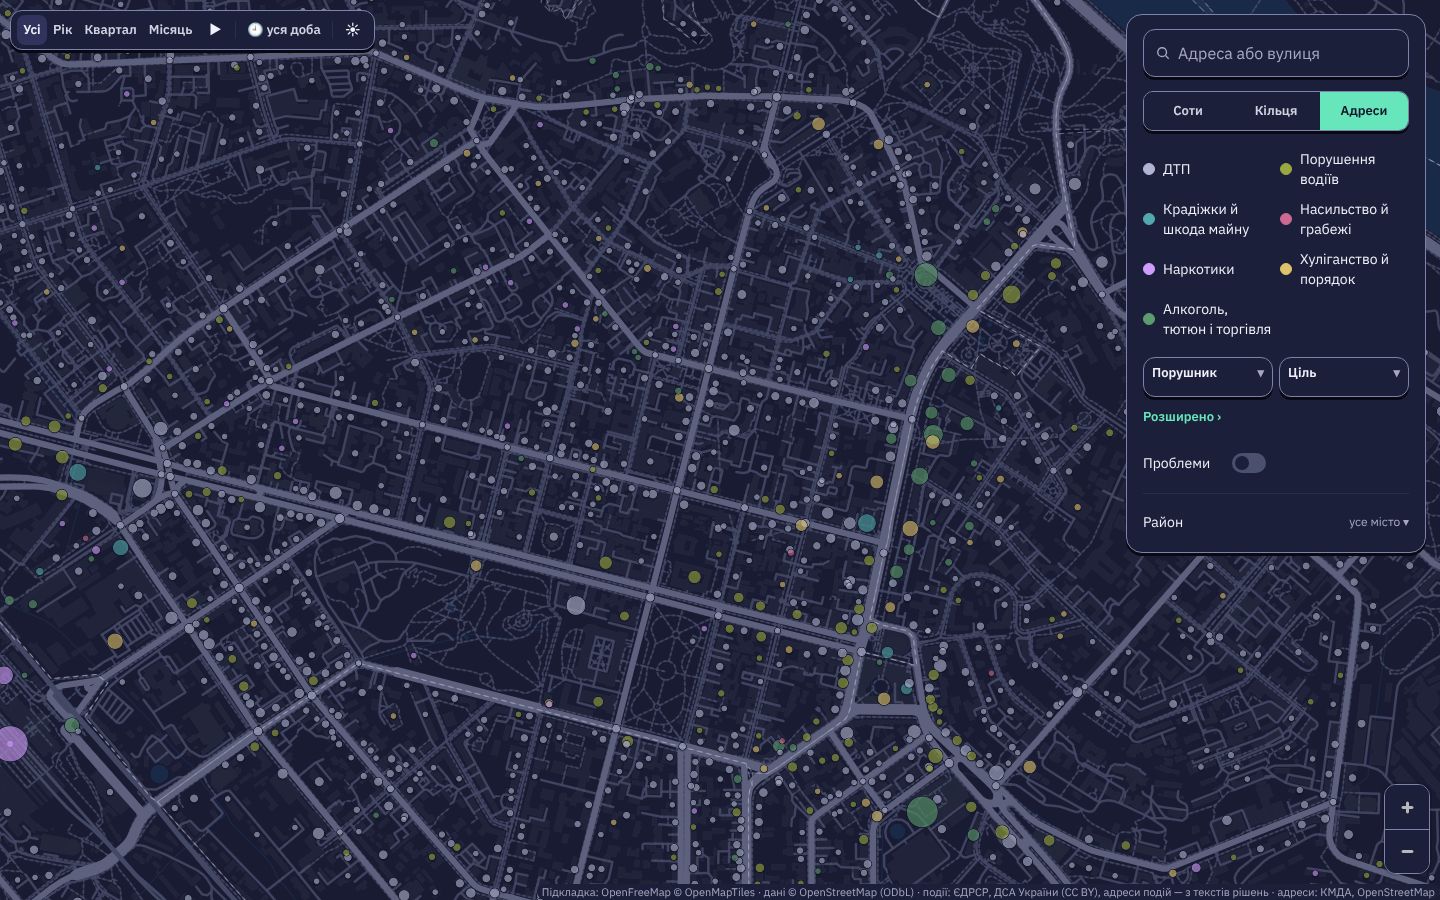 Усі Рік Квартал Місяць ▶ 🕘 уся доба ☀
Адреса або вулиця
Соти Кільця Адреси
ДТП
Порушення
водіїв
Крадіжки й
шкода майну
Насильство й
грабежі
Наркотики
Хуліганство й
порядок
Алкоголь,
тютюн і торгівля
Порушник ▾ Ціль ▾
Розширено ›
Проблеми
Район усе місто ▾
+
−
Підкладка: OpenFreeMap © OpenMapTiles · дані © OpenStreetMap (ODbL) · події: ЄДРСР, ДСА України (CC BY), адреси подій — з текстів рішень · адреси: КМДА, OpenStreetMap